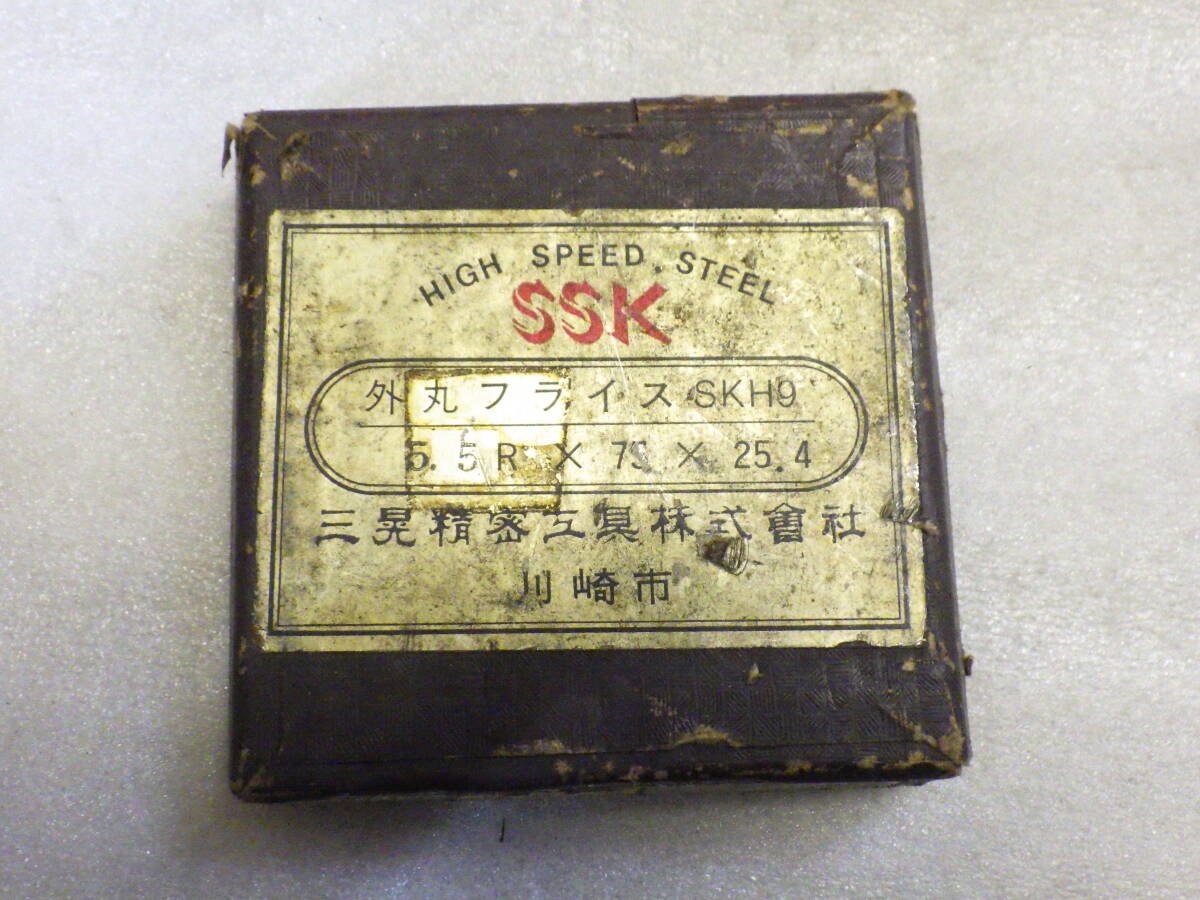 HIGH SPEED STEEL
SSK
外丸フライス SKH9
5.5R × 75 × 25.4
三晃精密工具株式會社
川崎市